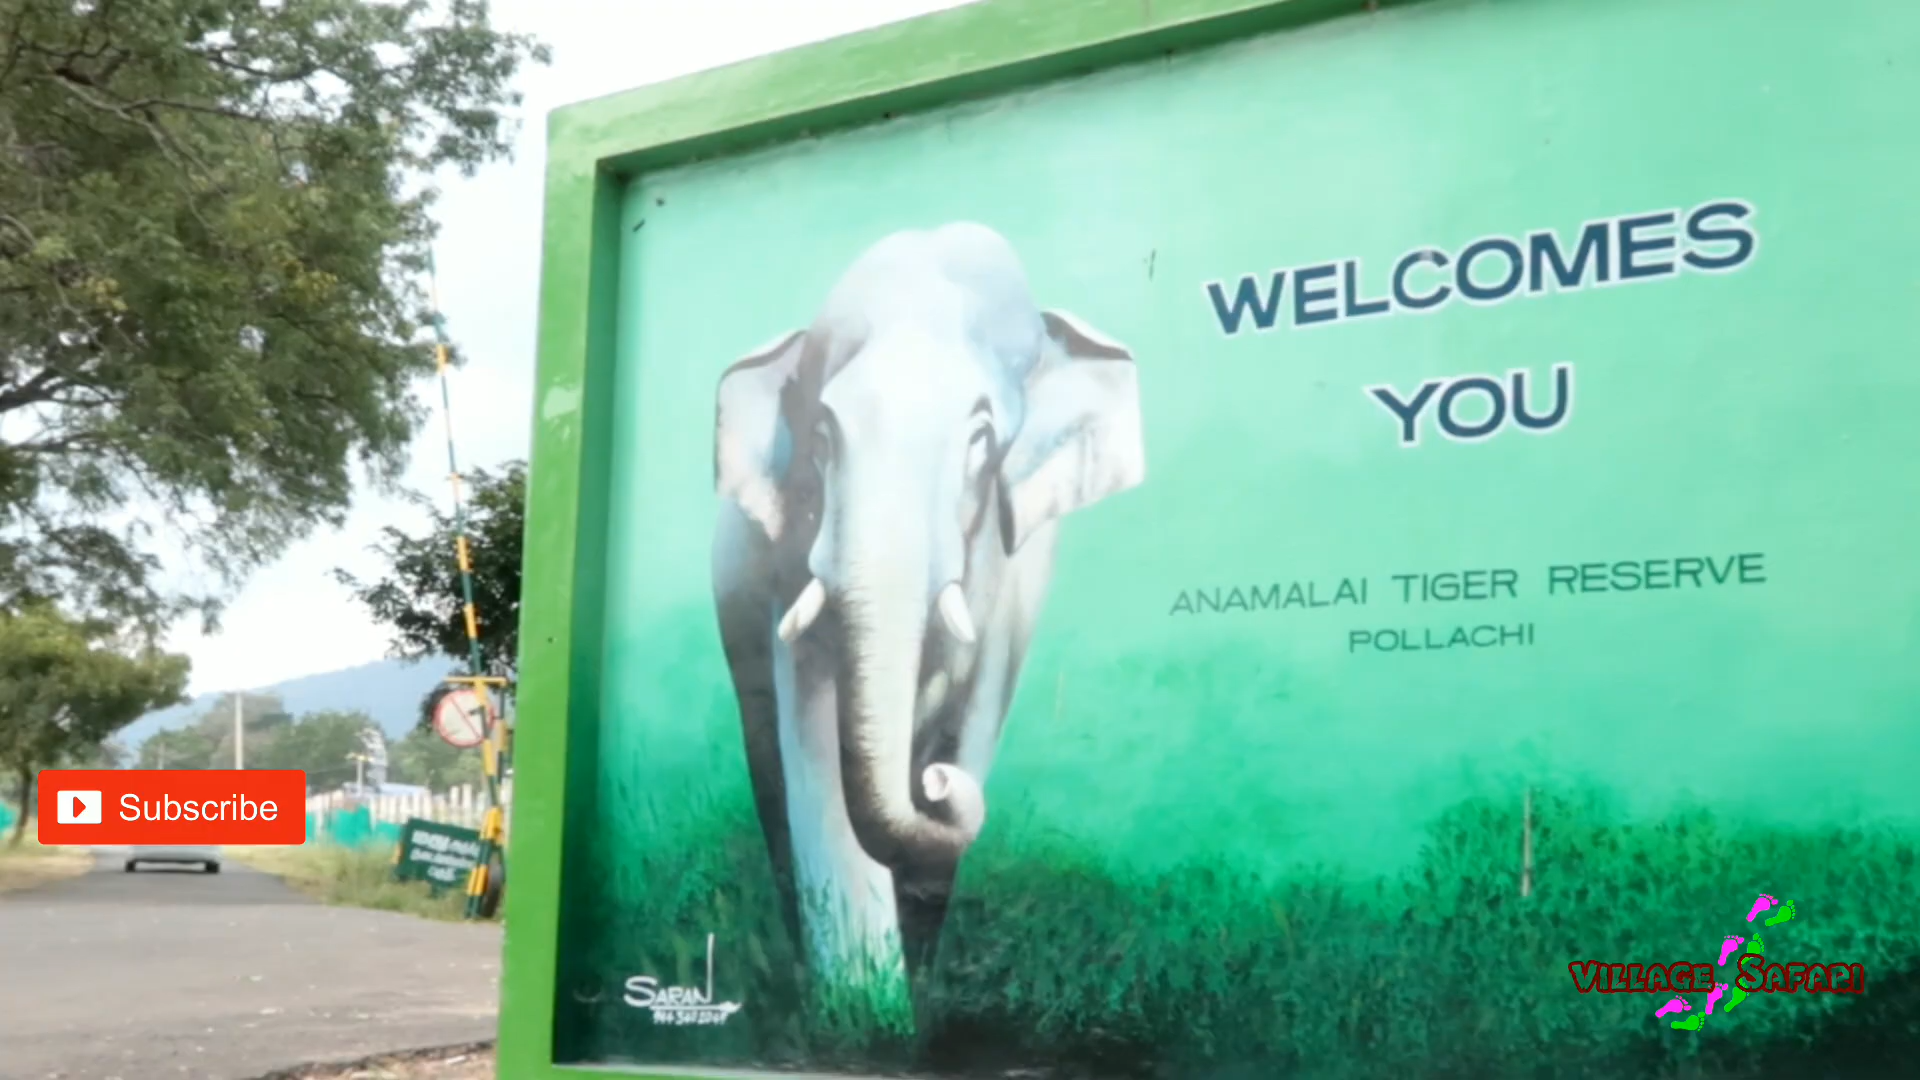 WELCOMES
YOU
ANAMALAI TIGER RESERVE
POLLACHI
Subscribe
SARAN
VILLAGE SAFARI